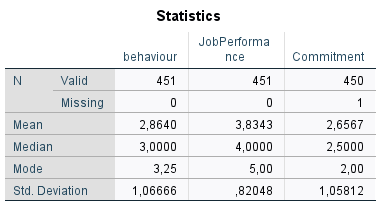 Statistics
behaviour JobPerforma nce Commitment
N Valid 451 451 450
Missing 0 0 1
Mean 2,8640 3,8343 2,6567
Median 3,0000 4,0000 2,5000
Mode 3,25 5,00 2,00
Std. Deviation 1,06666 ,82048 1,05812